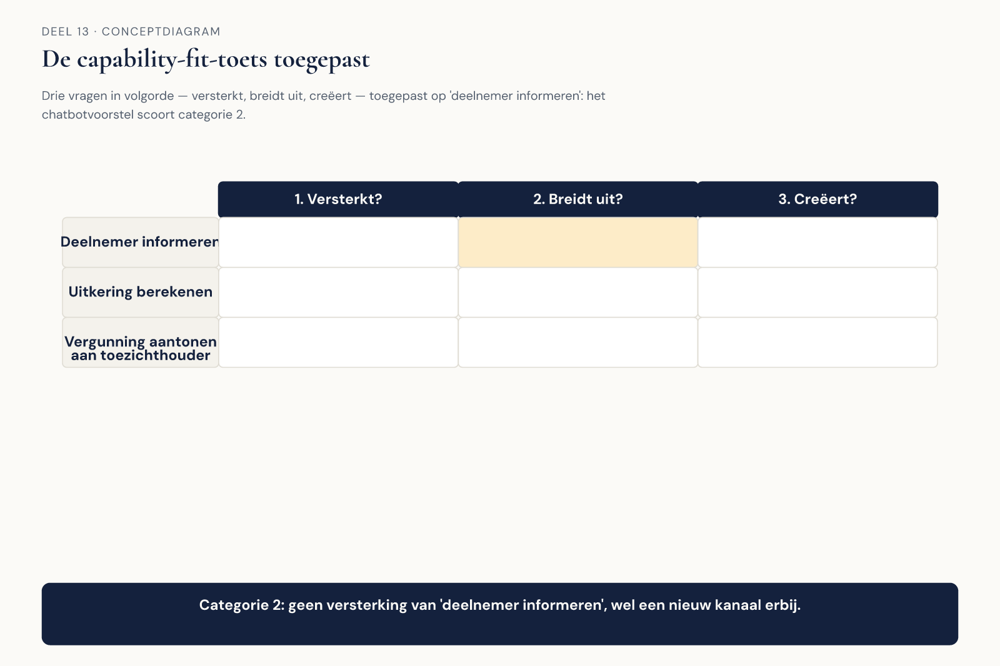 DEEL 13 · CONCEPTDIAGRAM
De capability-fit-toets toegepast
Drie vragen in volgorde — versterkt, breidt uit, creëert — toegepast op 'deelnemer informeren': het
chatbotvoorstel scoort categorie 2.
1. Versterkt?
2. Breidt uit?
3. Creëert?
Deelnemer informeren
Uitkering berekenen
Vergunning aantonen
aan toezichthouder
Categorie 2: geen versterking van 'deelnemer informeren', wel een nieuw kanaal erbij.